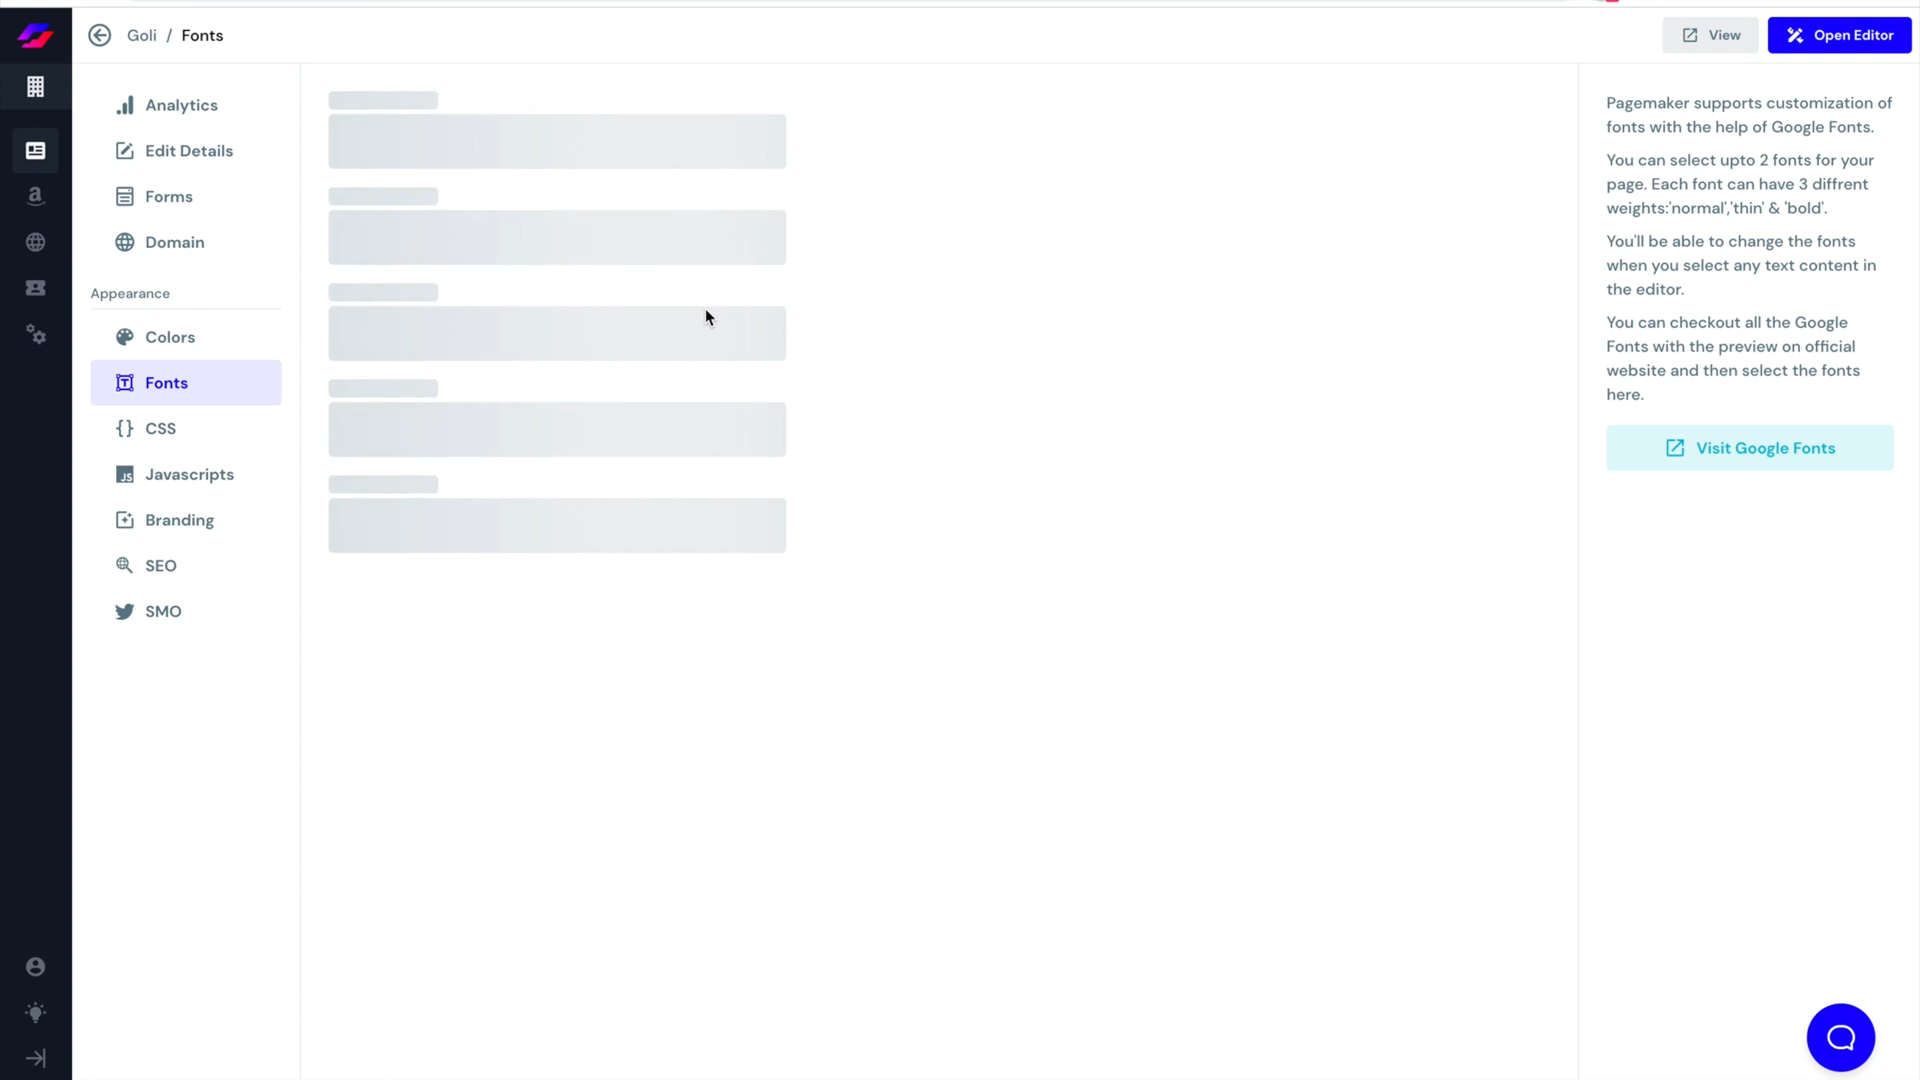 Goli / Fonts
View
Open Editor
Analytics
Edit Details
Forms
Domain
Appearance
Colors
Fonts
CSS
Javascripts
Branding
SEO
SMO
Pagemaker supports customization of
fonts with the help of Google Fonts.
You can select upto 2 fonts for your
page. Each font can have 3 diffrent
weights:'normal','thin' & 'bold'.
You'll be able to change the fonts
when you select any text content in
the editor.
You can checkout all the Google
Fonts with the preview on official
website and then select the fonts
here.
Visit Google Fonts